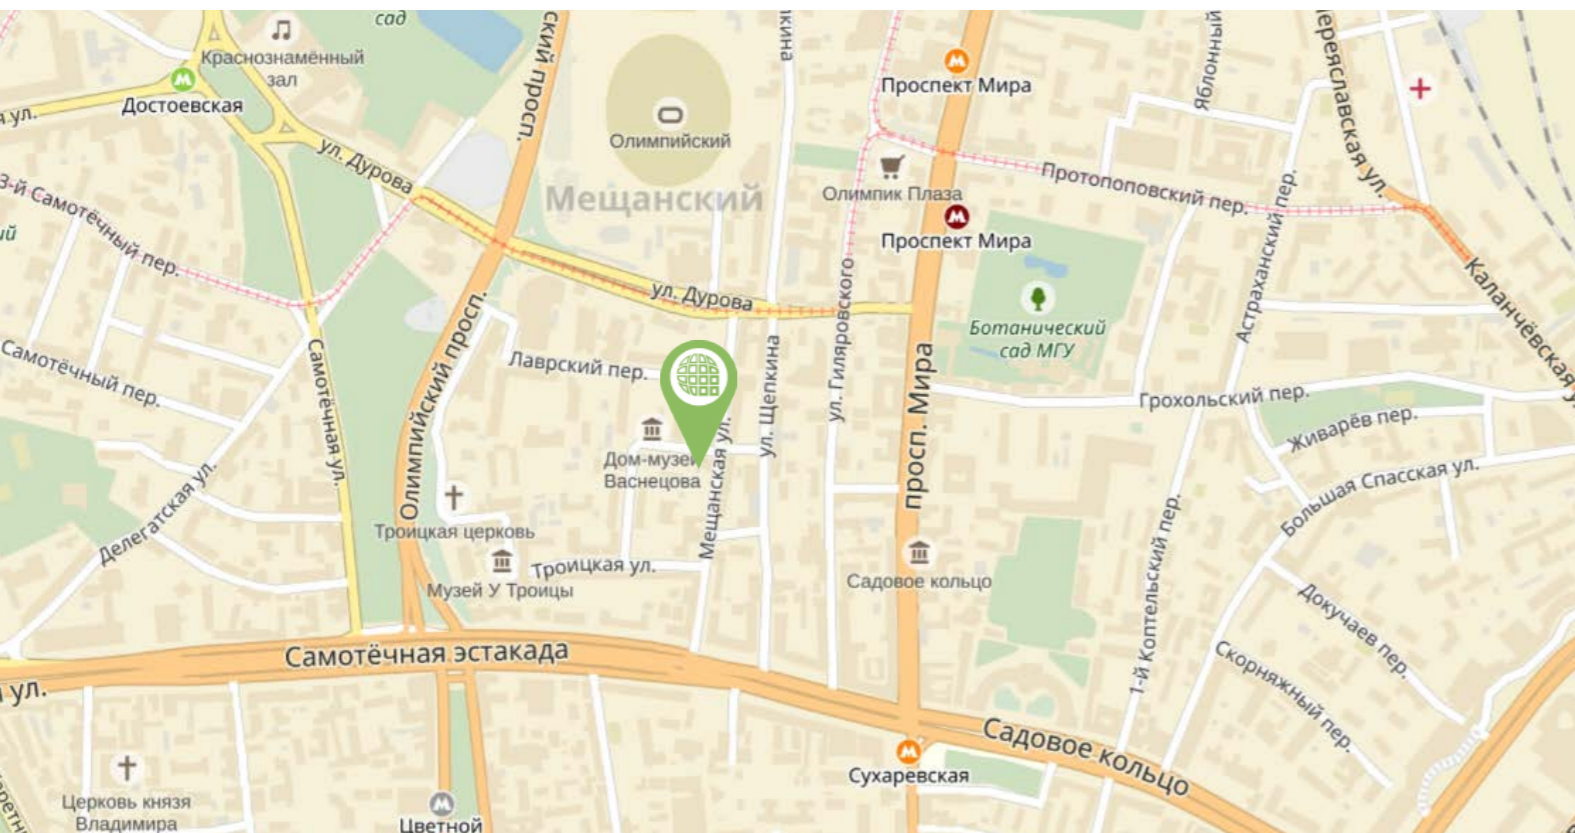 сад
Краснознамённый
зал
Достоевская
я ул.
ский просп.
Олимпийский
Мещанский
Проспект Мира
Яблонный
Переяславская ул.
ул. Дурова
3-й Самотёчный пер.
ий
Олимпик Плаза
Протопоповский пер.
Проспект Мира
Астраханский пер.
Каланчёвская ул.
ул. Дурова
ул. Гиляровского
Ботанический
сад МГУ
Самотёчный пер.
Самотёчная ул.
Олимпийский просп.
Лаврский пер.
ул. Щепкина
просп. Мира
Грохольский пер.
Живарёв пер.
Дом-музей
Васнецова
Мещанская ул.
Большая Спасская ул.
Делегатская ул.
Троицкая церковь
Троицкая ул.
Музей У Троицы
Садовое кольцо
1-й Коптельский пер.
Докучаев пер.
Скорняжный пер.
Самотёчная эстакада
ул.
Садовое кольцо
Сухаревская
Церковь князя
Владимира
Цветной